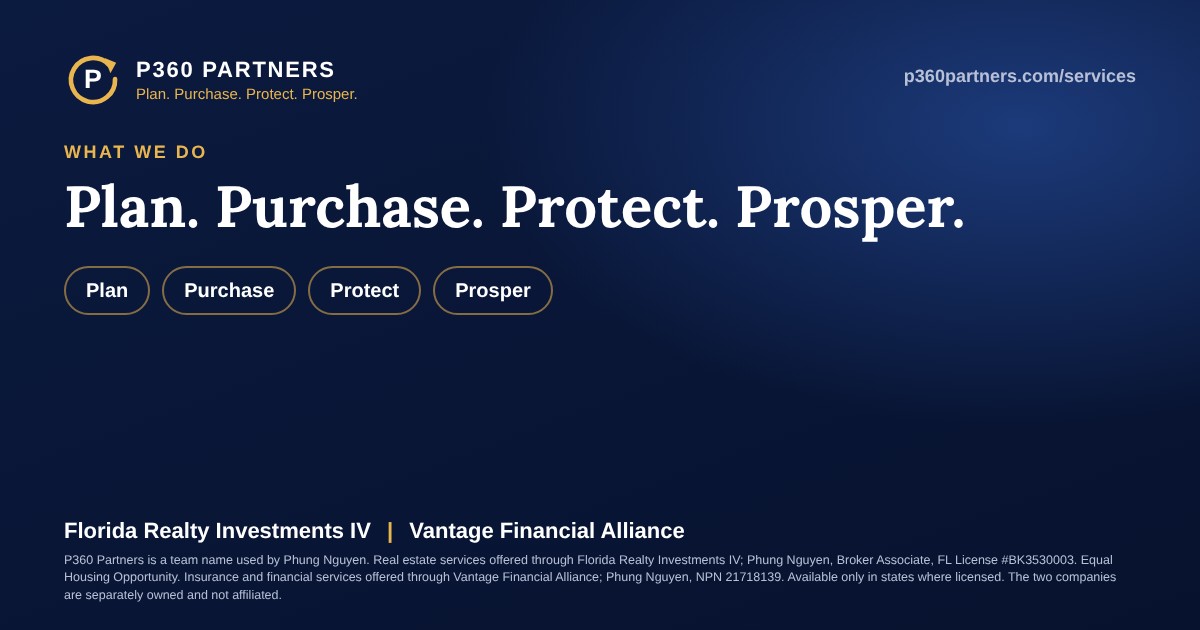 P
P360 PARTNERS
Plan. Purchase. Protect. Prosper.
p360partners.com/services
WHAT WE DO
Plan. Purchase. Protect. Prosper.
Plan
Purchase
Protect
Prosper
Florida Realty Investments IV | Vantage Financial Alliance
P360 Partners is a team name used by Phung Nguyen. Real estate services offered through Florida Realty Investments IV; Phung Nguyen, Broker Associate, FL License #BK3530003. Equal
Housing Opportunity. Insurance and financial services offered through Vantage Financial Alliance; Phung Nguyen, NPN 21718139. Available only in states where licensed. The two companies
are separately owned and not affiliated.